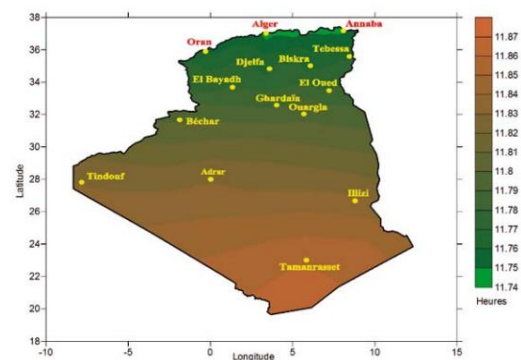 38
36
34
32
30
28
26
24
22
20
18
Latitude
-10
-5
0
5
10
15
Longitude
Alger
Annaba
Oran
Tebessa
Djelfa
Biskra
El Bayadh
El Oued
Ghardaïa
Ouargla
Béchar
Tindouf
Adrar
Illizi
Tamanrasset
11.87
11.86
11.85
11.84
11.83
11.82
11.81
11.8
11.79
11.78
11.77
11.76
11.75
11.74
Heures